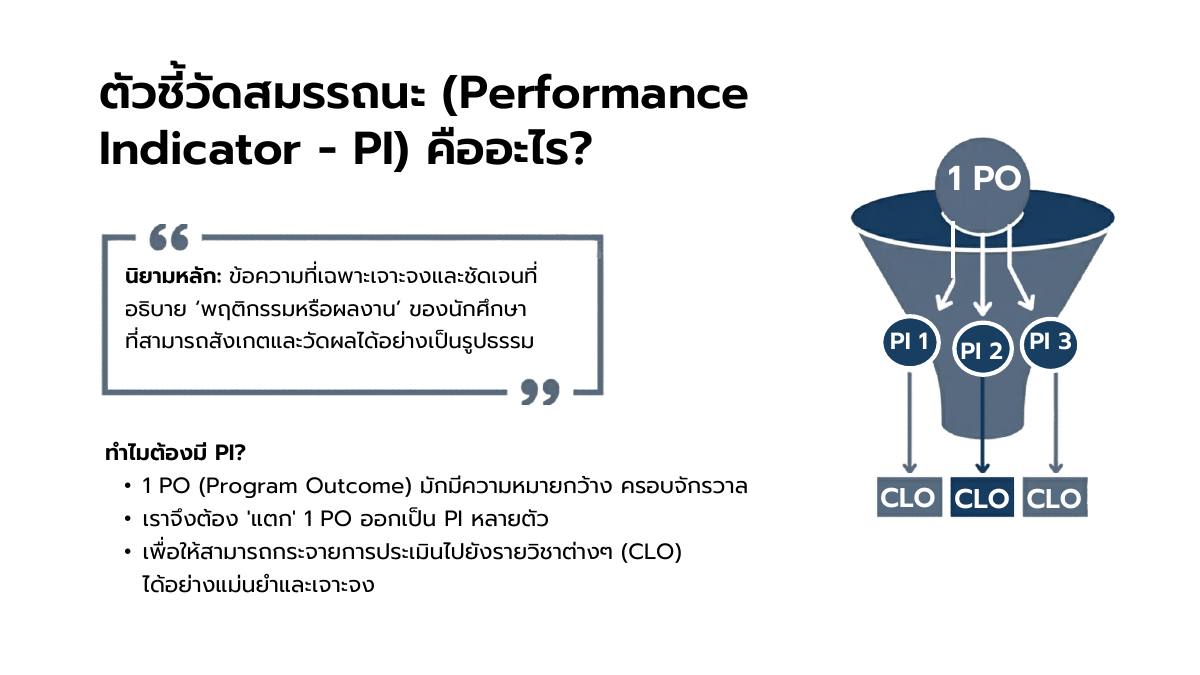 ตัวชี้วัดสมรรถนะ (Performance
Indicator - PI) คืออะไร?
“
นิยามหลัก: ข้อความที่เฉพาะเจาะจงและชัดเจนที่
อธิบาย ‘พฤติกรรมหรือผลงาน’ ของนักศึกษา
ที่สามารถสังเกตและวัดผลได้อย่างเป็นรูปธรรม
”
ทำไมต้องมี PI?
• 1 PO (Program Outcome) มักมีความหมายกว้าง ครอบจักรวาล
• เราจึงต้อง 'แตก' 1 PO ออกเป็น PI หลายตัว
• เพื่อให้สามารถกระจายการประเมินไปยังรายวิชาต่างๆ (CLO)
ได้อย่างแม่นยำและเจาะจง
1 PO
PI 1 PI 2 PI 3
CLO CLO CLO